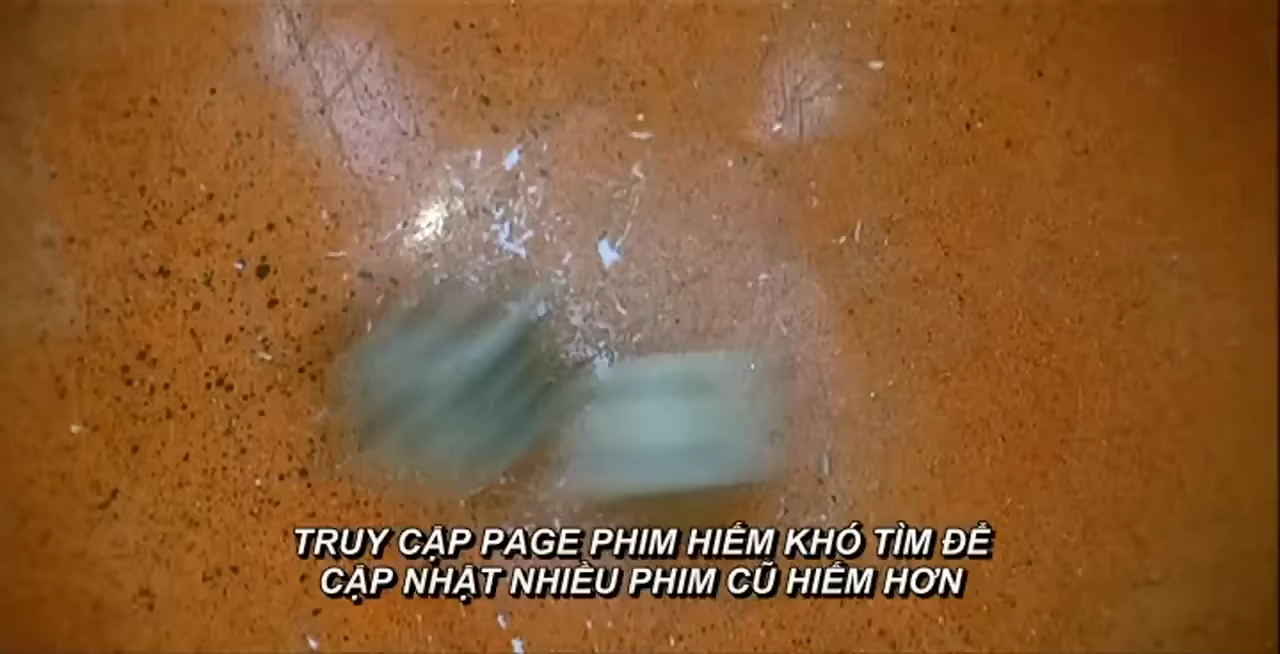 TRUY CẬP PAGE PHIM HIẾM KHÓ TÌM ĐỂ
CẬP NHẬT NHIỀU PHIM CŨ HIẾM HƠN